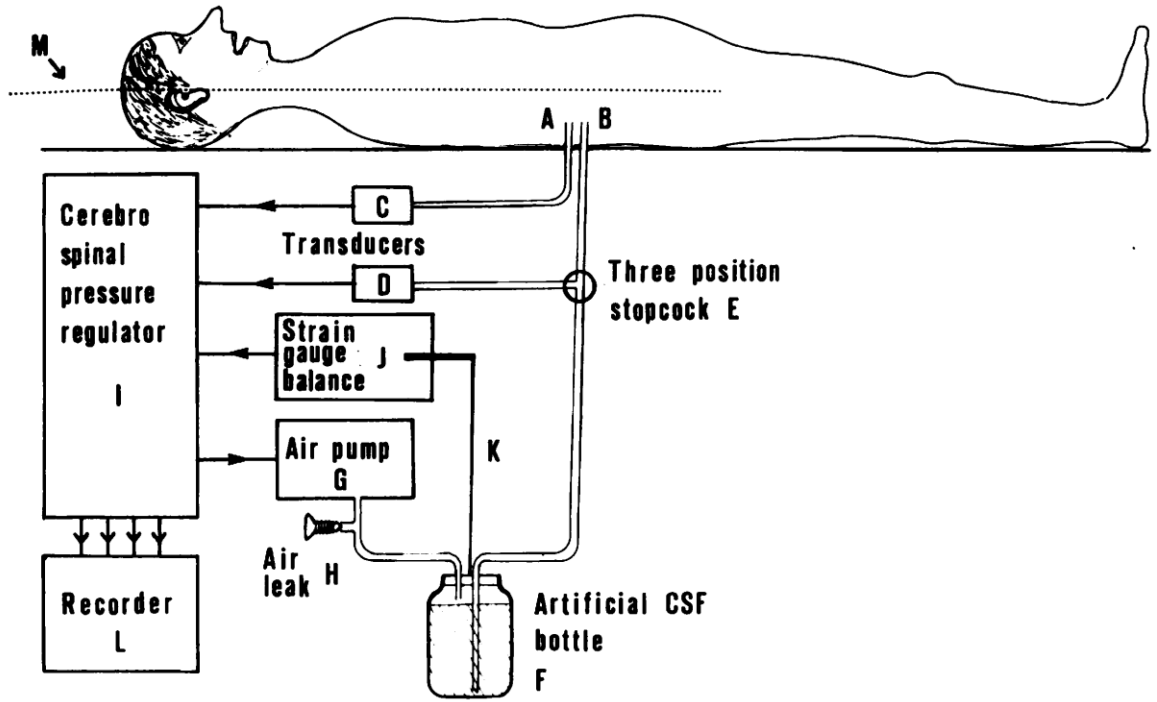 M
A B
Cerebro
spinal
pressure
regulator
I
C
Transducers
D
Three position
stopcock E
Strain
gauge
balance
J
Air pump
G
K
Air
leak H
Recorder
L
Artificial CSF
bottle
F